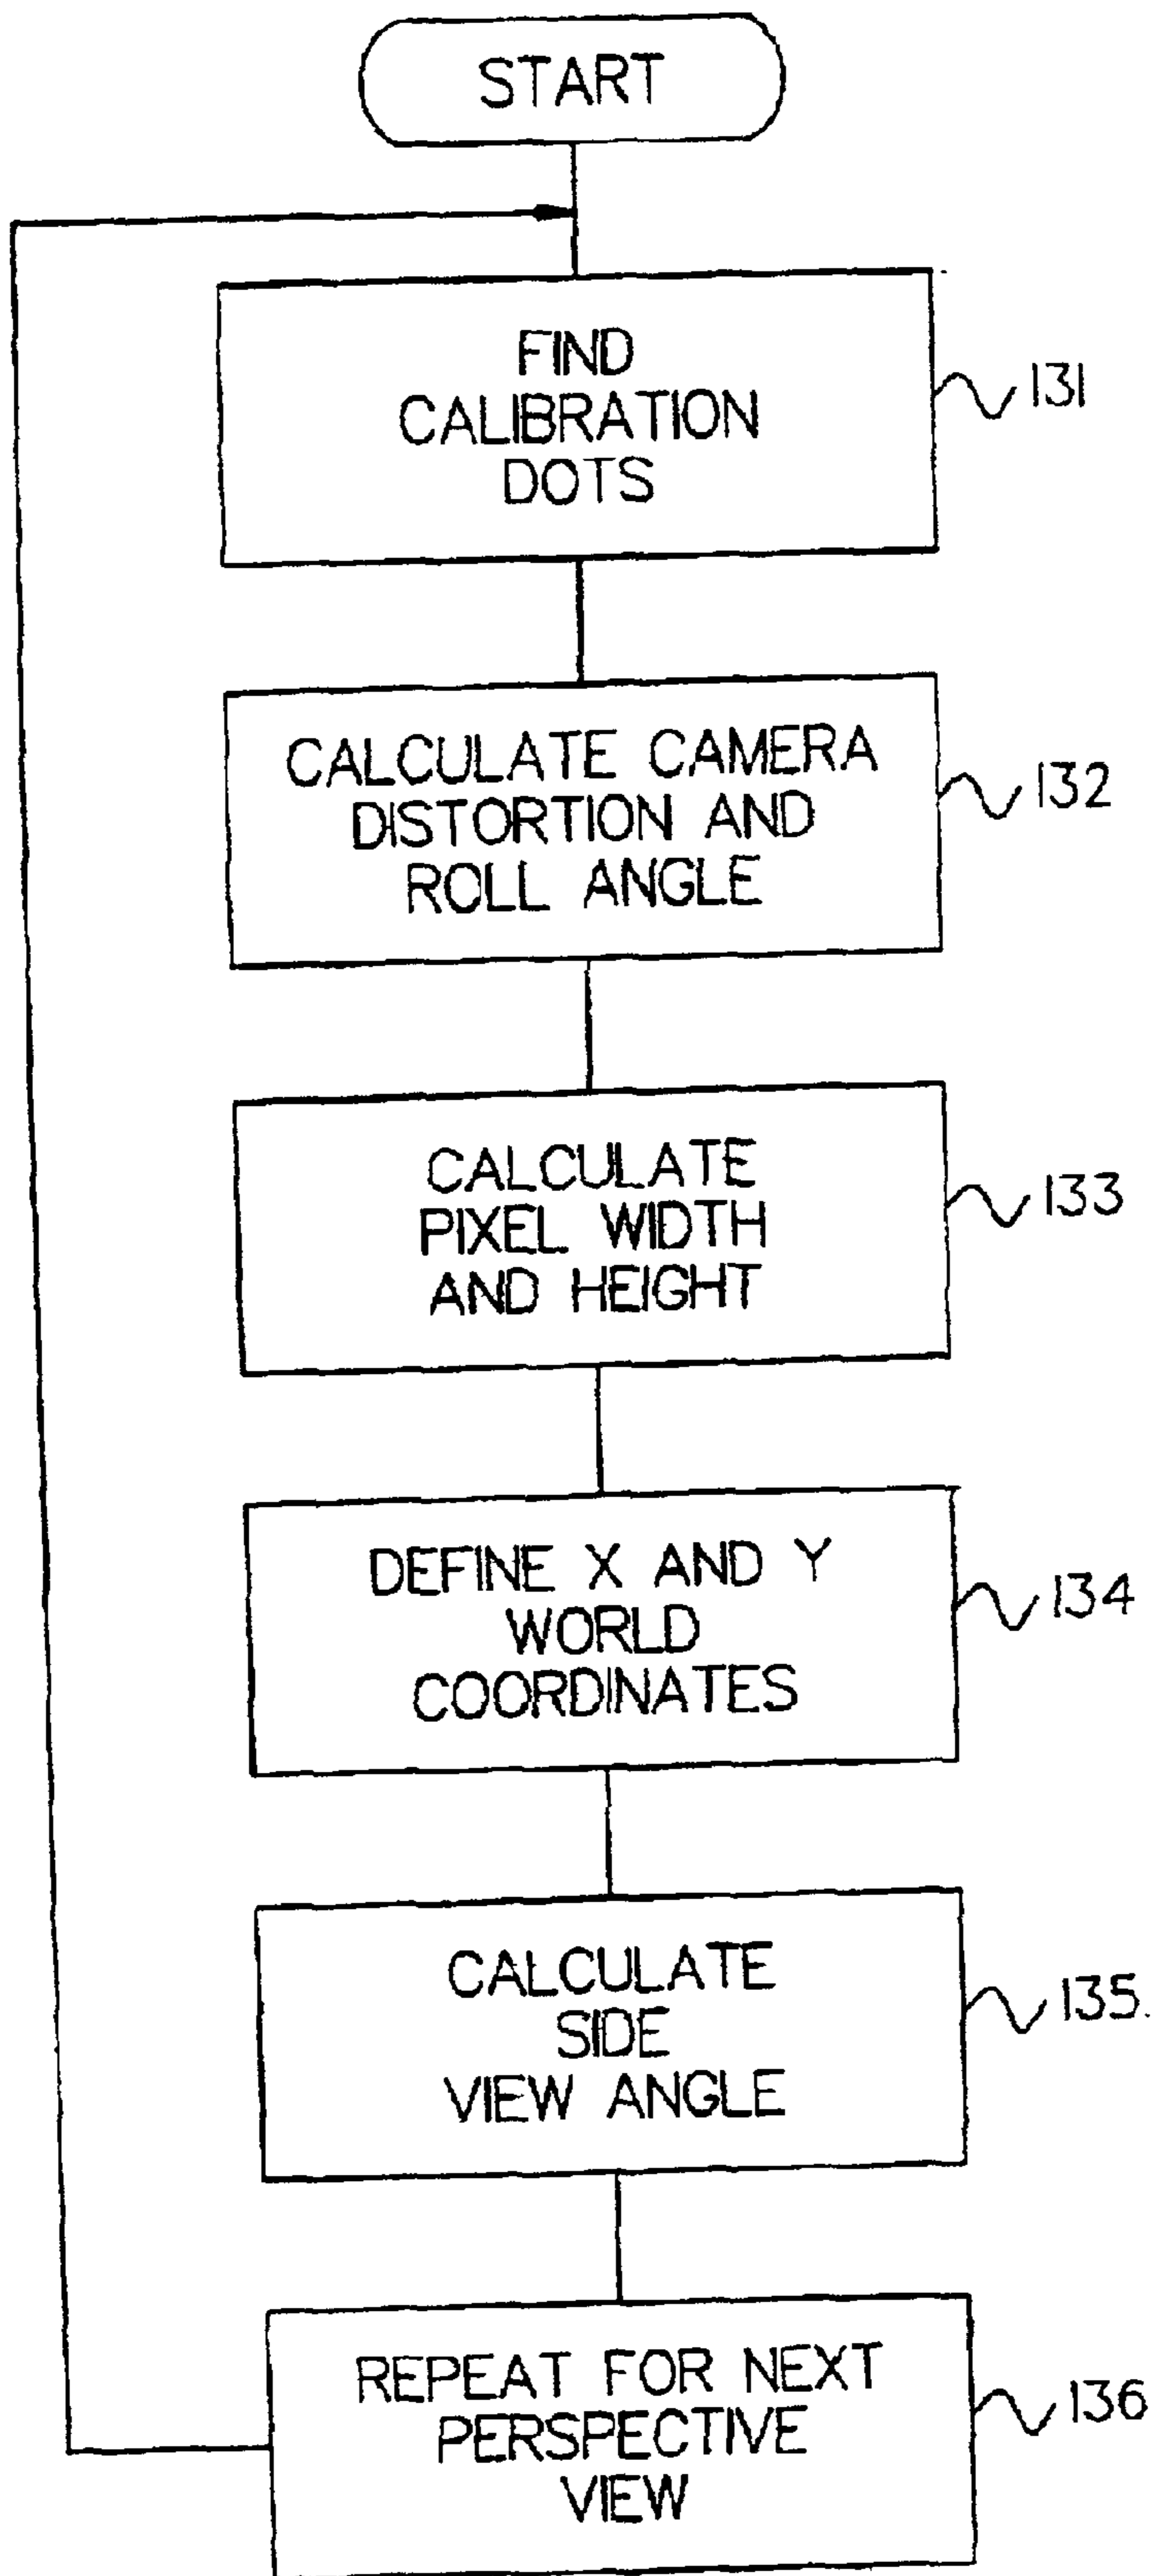 START
FIND
CALIBRATION
DOTS
131
CALCULATE CAMERA
DISTORTION AND
ROLL ANGLE
132
CALCULATE
PIXEL WIDTH
AND HEIGHT
133
DEFINE X AND Y
WORLD
COORDINATES
134
CALCULATE
SIDE
VIEW ANGLE
135
REPEAT FOR NEXT
PERSPECTIVE
VIEW
136